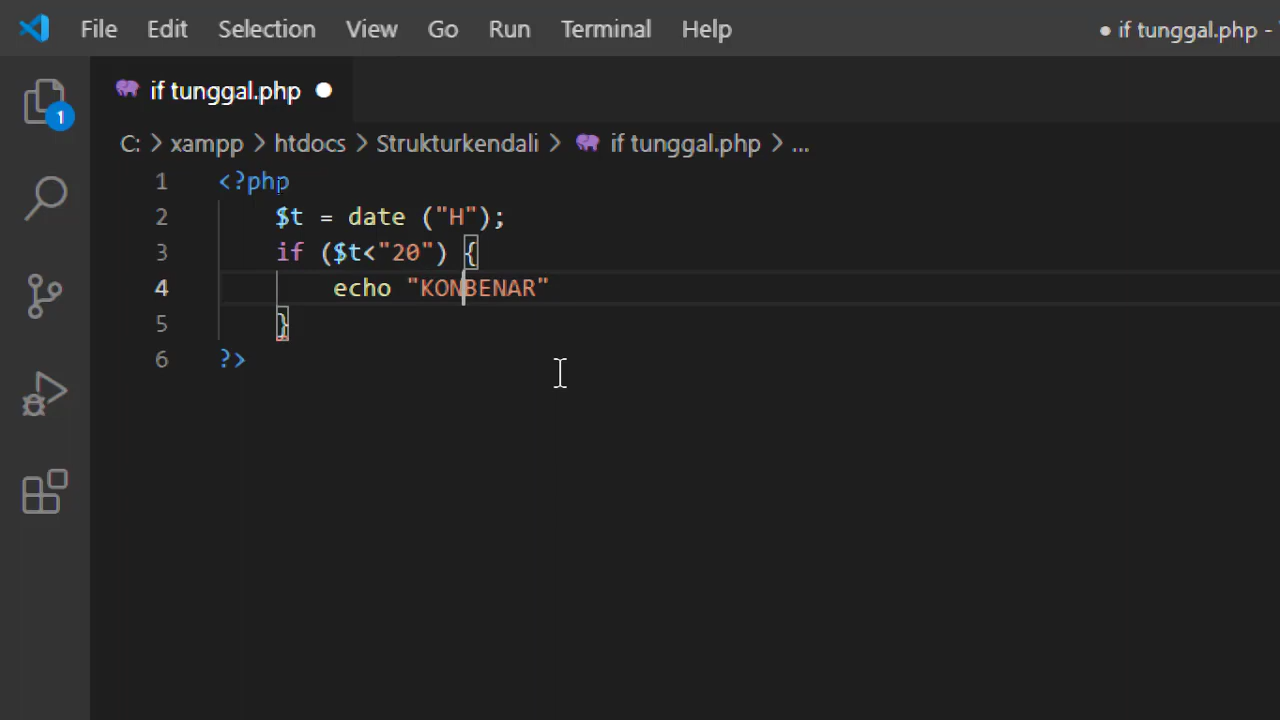 File Edit Selection View Go Run Terminal Help ● if tunggal.php -
if tunggal.php ●
1
C: > xampp > htdocs > Strukturkendali > if tunggal.php > ...
1 <?php
2 $t = date ("H");
3 if ($t<"20") {
4 echo "KONBENAR"
5 }
6 ?>